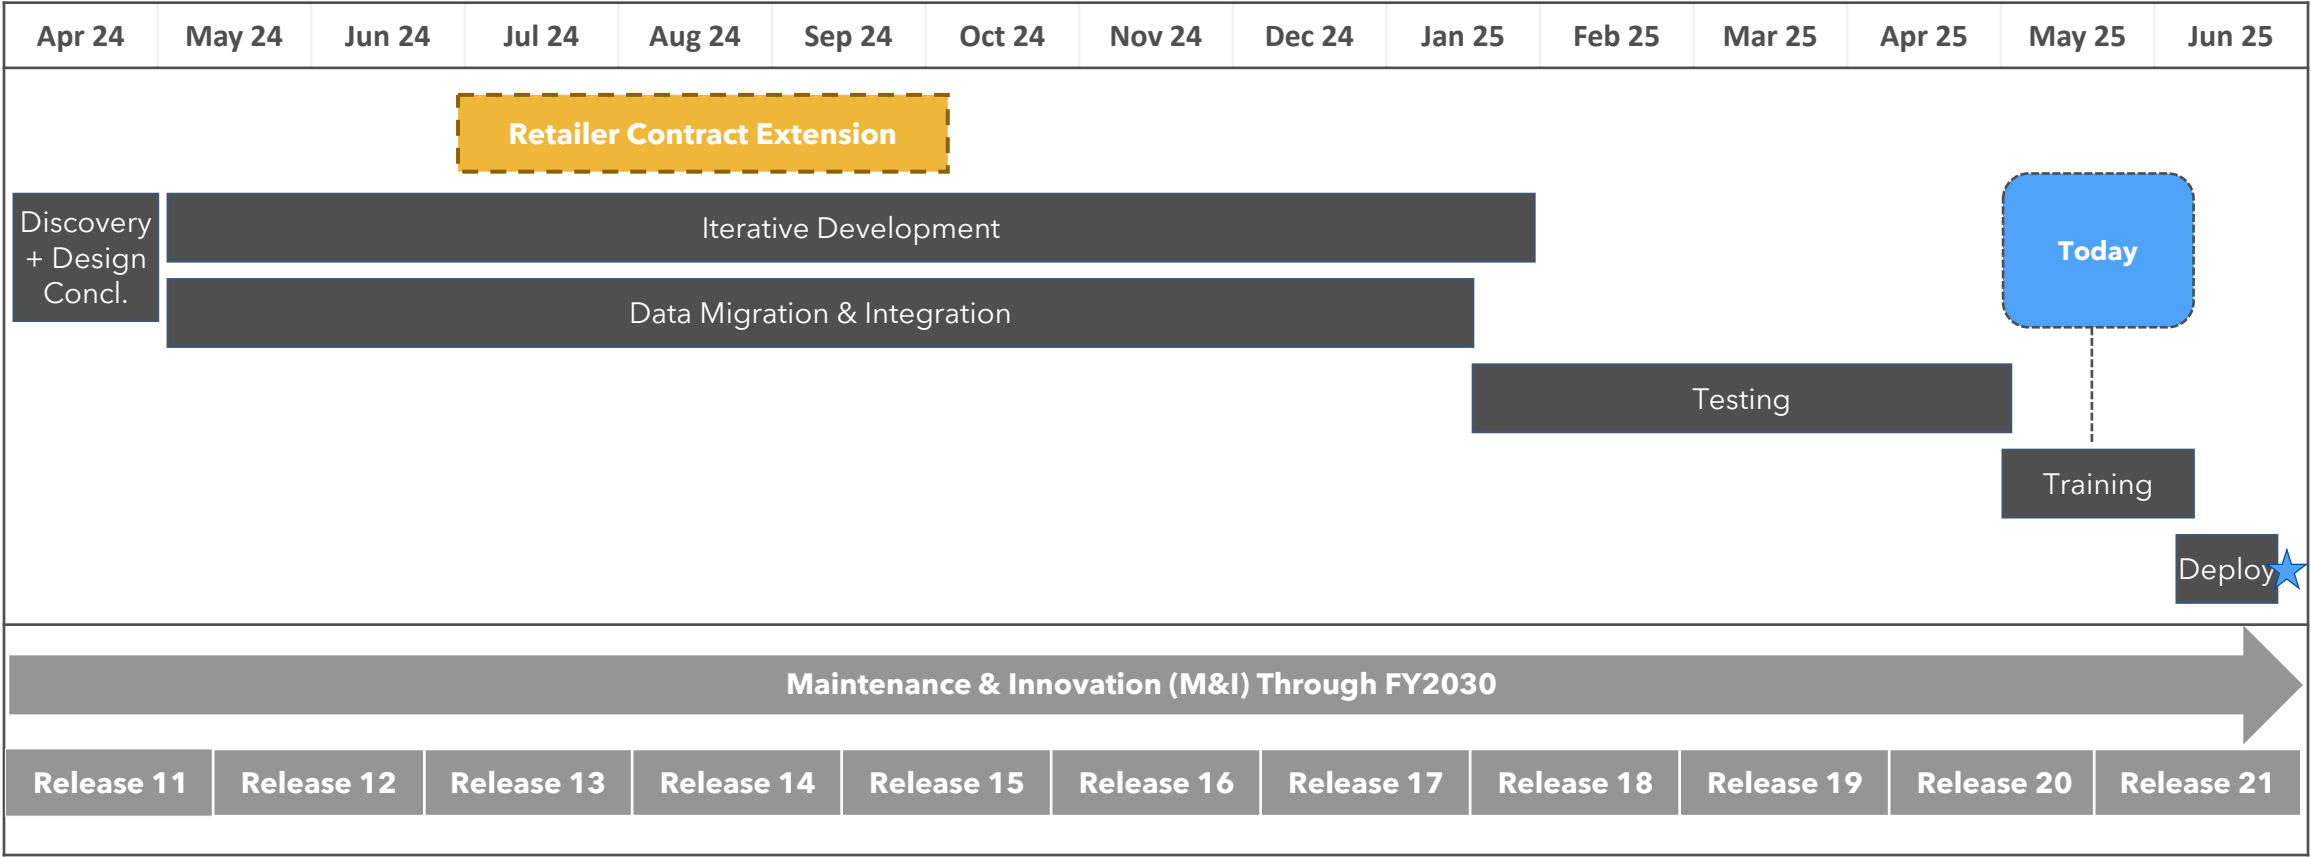 Apr 24 May 24 Jun 24 Jul 24 Aug 24 Sep 24 Oct 24 Nov 24 Dec 24 Jan 25 Feb 25 Mar 25 Apr 25 May 25 Jun 25
Retailer Contract Extension
Discovery
+ Design
Concl.
Iterative Development
Today
Data Migration & Integration
Testing
Training
Deploy
Maintenance & Innovation (M&I) Through FY2030
Release 11 Release 12 Release 13 Release 14 Release 15 Release 16 Release 17 Release 18 Release 19 Release 20 Release 21